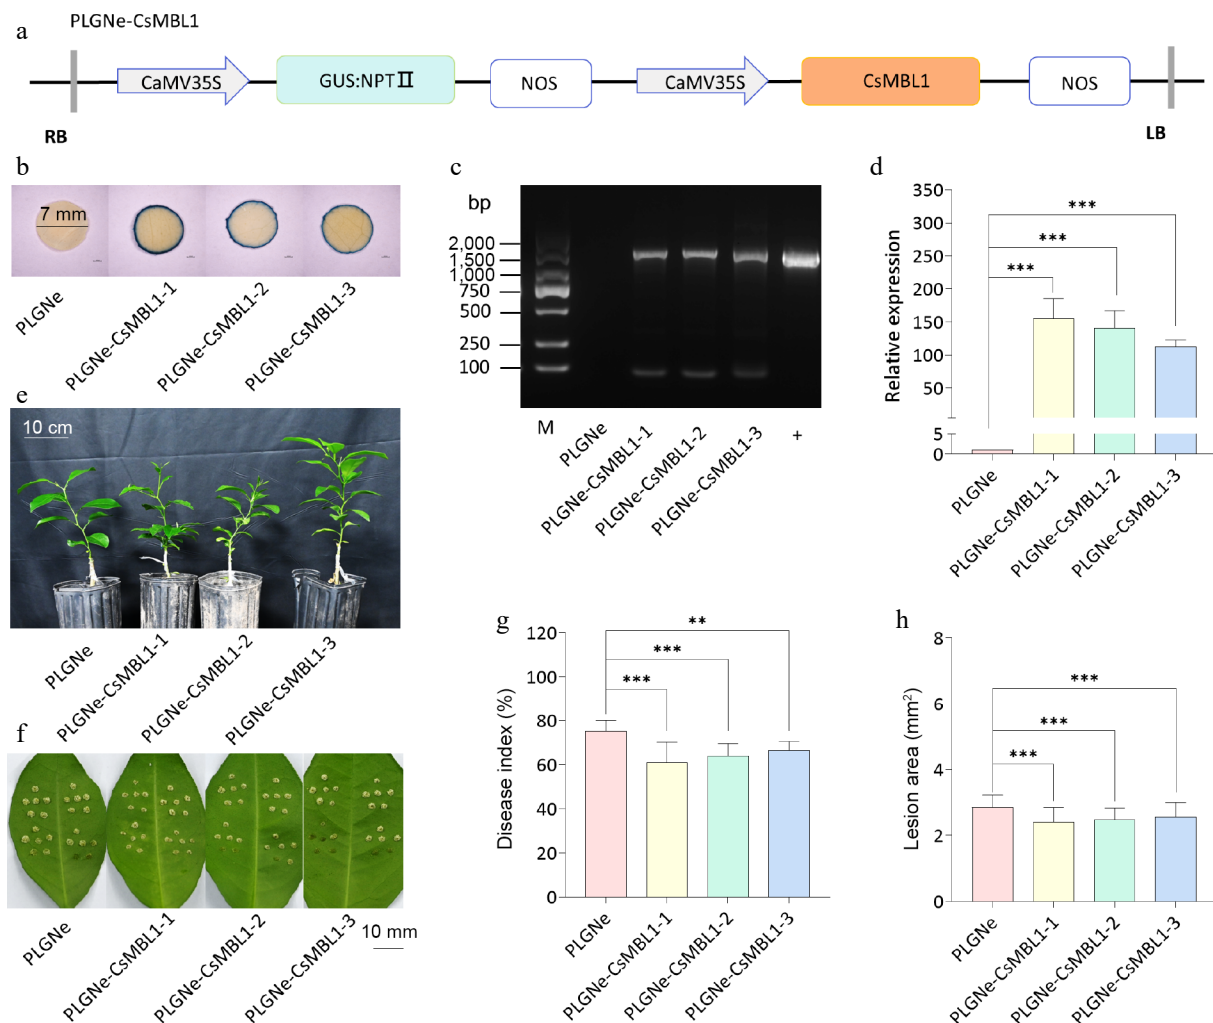 a
PLGNe-CsMBL1
CaMV35S
GUS:NPTⅡ
NOS
CaMV35S
CsMBL1
NOS
RB
LB
b
7 mm
PLGNe
PLGNe-CsMBL1-1
PLGNe-CsMBL1-2
PLGNe-CsMBL1-3
c
bp
2,000
1,500
1,000
750
500
250
100
M
PLGNe
PLGNe-CsMBL1-1
PLGNe-CsMBL1-2
PLGNe-CsMBL1-3
+
d
Relative expression
350
300
250
200
150
100
50
5
0
***
***
***
PLGNe
PLGNe-CsMBL1-1
PLGNe-CsMBL1-2
PLGNe-CsMBL1-3
e
10 cm
PLGNe
PLGNe-CsMBL1-1
PLGNe-CsMBL1-2
PLGNe-CsMBL1-3
f
PLGNe
PLGNe-CsMBL1-1
PLGNe-CsMBL1-2
PLGNe-CsMBL1-3
10 mm
g
Disease index (%)
120
100
80
60
40
20
0
**
***
***
PLGNe
PLGNe-CsMBL1-1
PLGNe-CsMBL1-2
PLGNe-CsMBL1-3
h
Lesion area (mm²)
8
6
4
2
0
***
***
***
PLGNe
PLGNe-CsMBL1-1
PLGNe-CsMBL1-2
PLGNe-CsMBL1-3